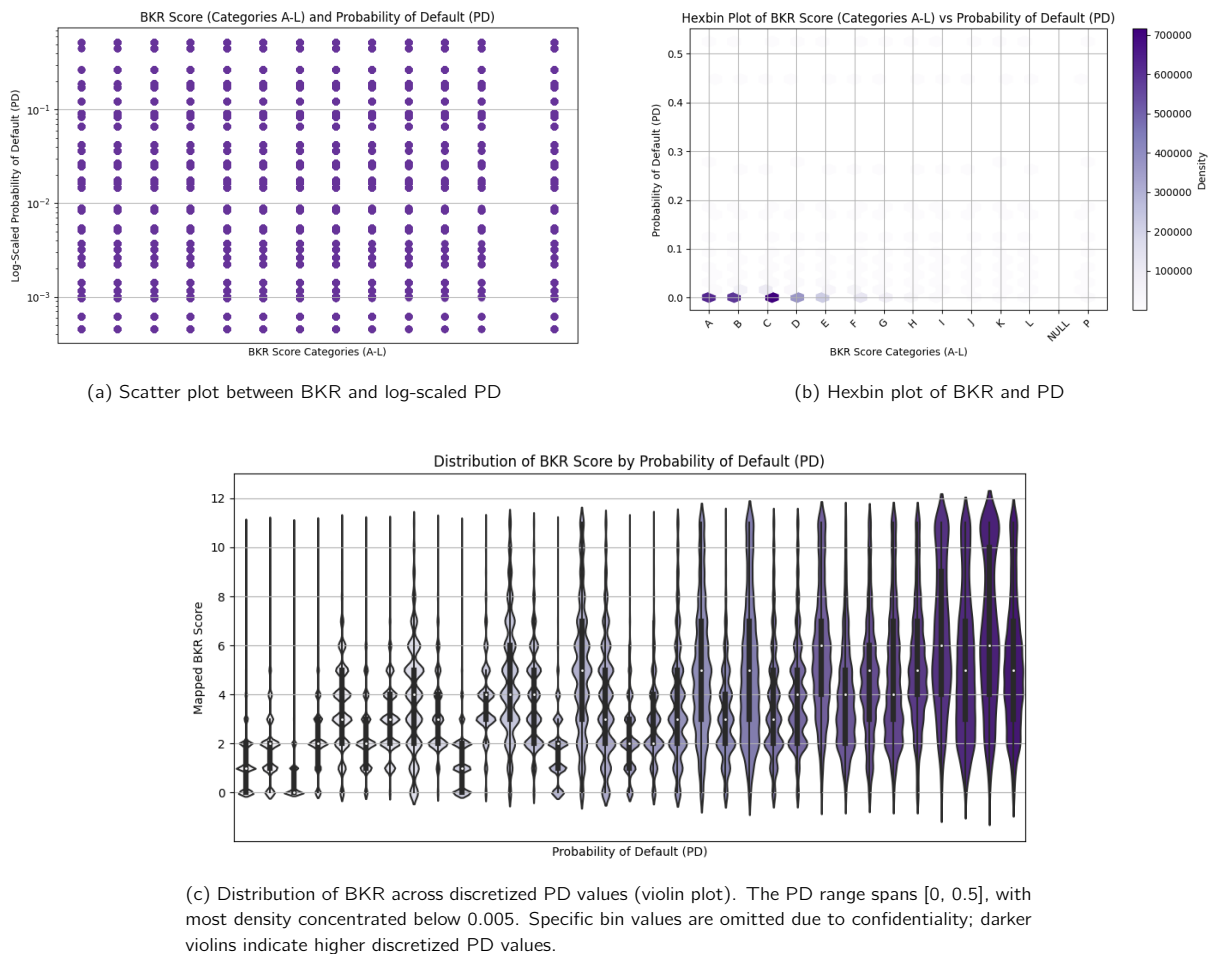 BKR Score (Categories A-L) and Probability of Default (PD)
Log-Scaled Probability of Default (PD)
10⁻¹
10⁻²
10⁻³
BKR Score Categories (A-L)
(a) Scatter plot between BKR and log-scaled PD
Hexbin Plot of BKR Score (Categories A-L) vs Probability of Default (PD)
Probability of Default (PD)
0.5
0.4
0.3
0.2
0.1
0.0
A B C D E F G H I J K L NULL P
BKR Score Categories (A-L)
700000
600000
500000
400000
300000
200000
100000
Density
(b) Hexbin plot of BKR and PD
Distribution of BKR Score by Probability of Default (PD)
Mapped BKR Score
12
10
8
6
4
2
0
Probability of Default (PD)
(c) Distribution of BKR across discretized PD values (violin plot). The PD range spans [0, 0.5], with
most density concentrated below 0.005. Specific bin values are omitted due to confidentiality; darker
violins indicate higher discretized PD values.